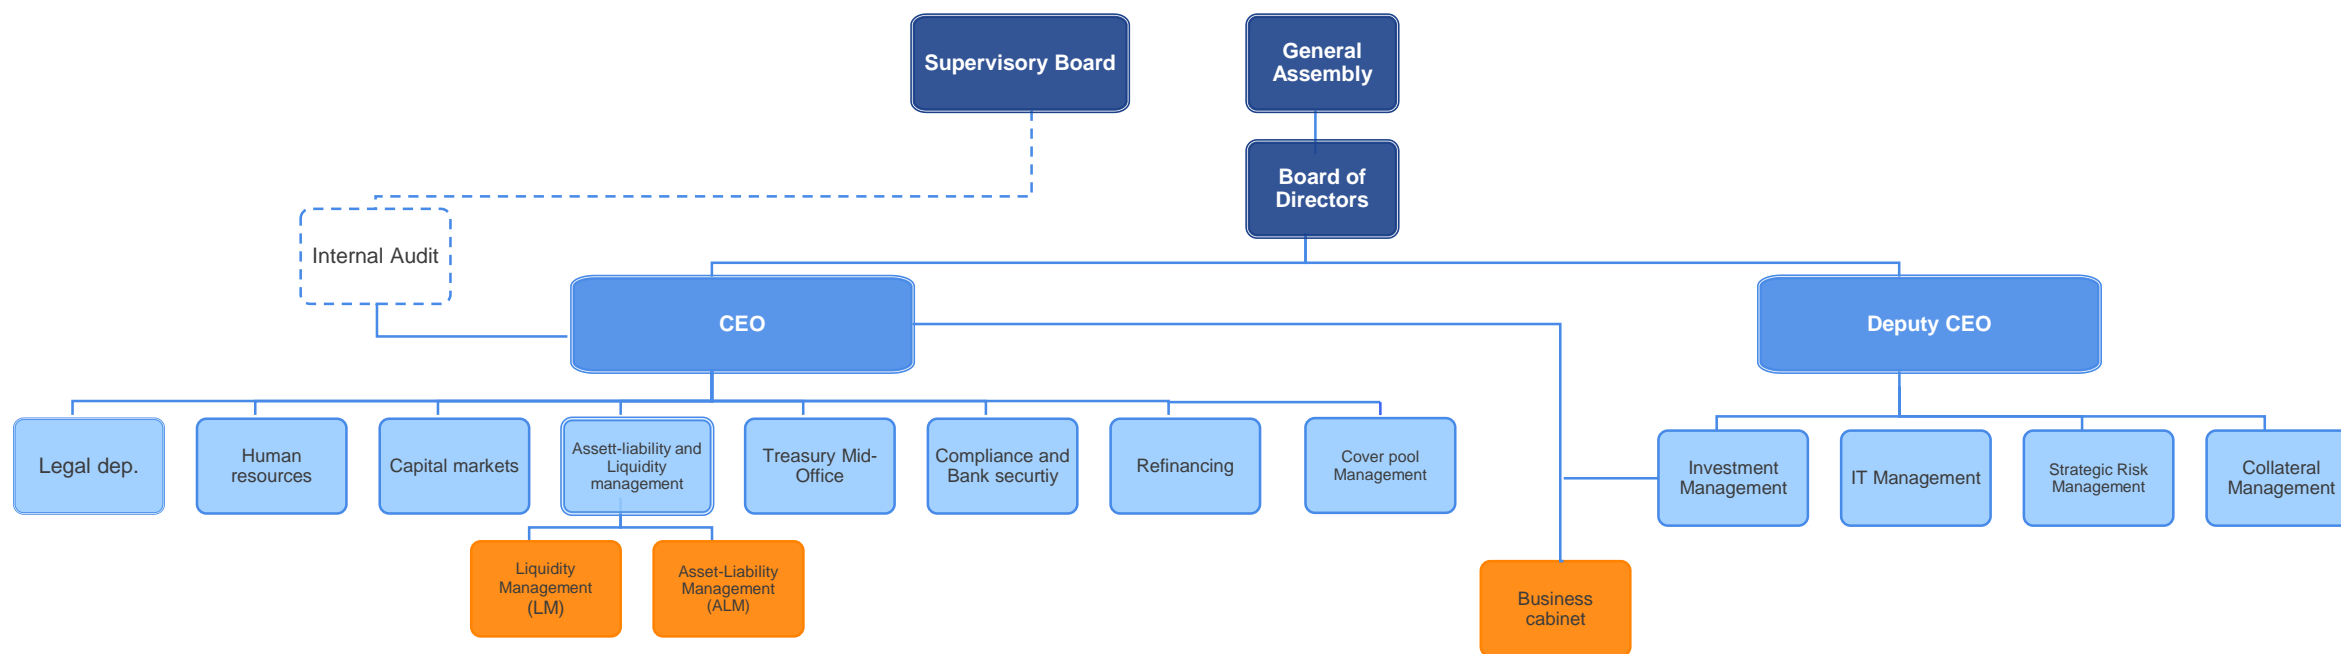 Supervisory Board
General
Assembly
Board of
Directors
Internal Audit
CEO
Deputy CEO
Legal dep.
Human
resources
Capital markets
Assett-liability and
Liquidity
management
Treasury Mid-
Office
Compliance and
Bank securtiy
Refinancing
Cover pool
Management
Investment
Management
IT Management
Strategic Risk
Management
Collateral
Management
Liquidity
Management
(LM)
Asset-Liability
Management
(ALM)
Business
cabinet